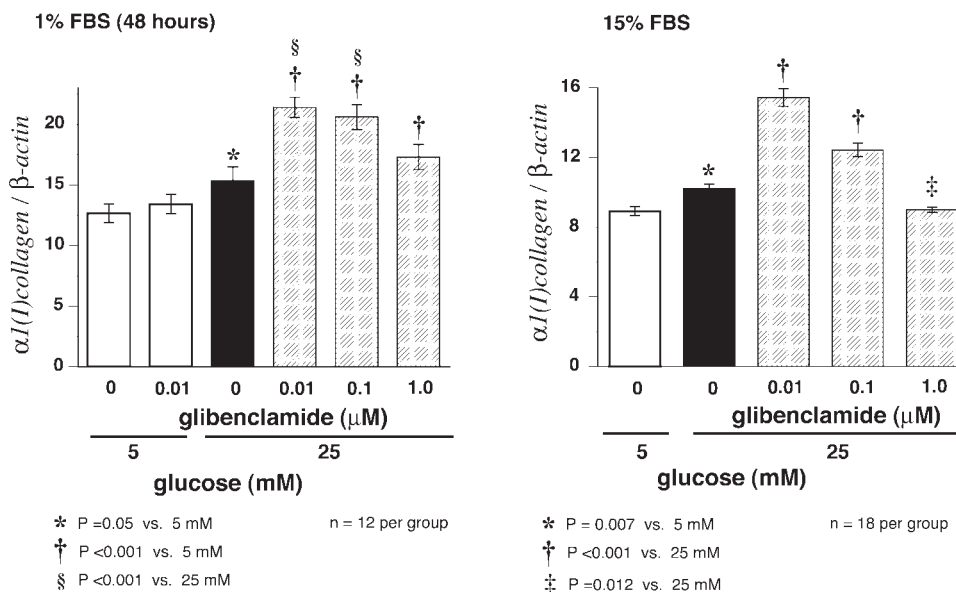 1% FBS (48 hours)
§
†
§
†
†
*
20
15
10
5
0
α1(I)collagen / β-actin
0 0.01 0 0.01 0.1 1.0
glibenclamide (μM)
5 25
glucose (mM)
* P =0.05 vs. 5 mM n = 12 per group
† P <0.001 vs. 5 mM
§ P <0.001 vs. 25 mM
15% FBS
†
†
*
‡
16
12
8
4
0
α1(I)collagen / β-actin
0 0 0.01 0.1 1.0
glibenclamide (μM)
5 25
glucose (mM)
* P = 0.007 vs. 5 mM n = 18 per group
† P <0.001 vs. 25 mM
‡ P =0.012 vs. 25 mM